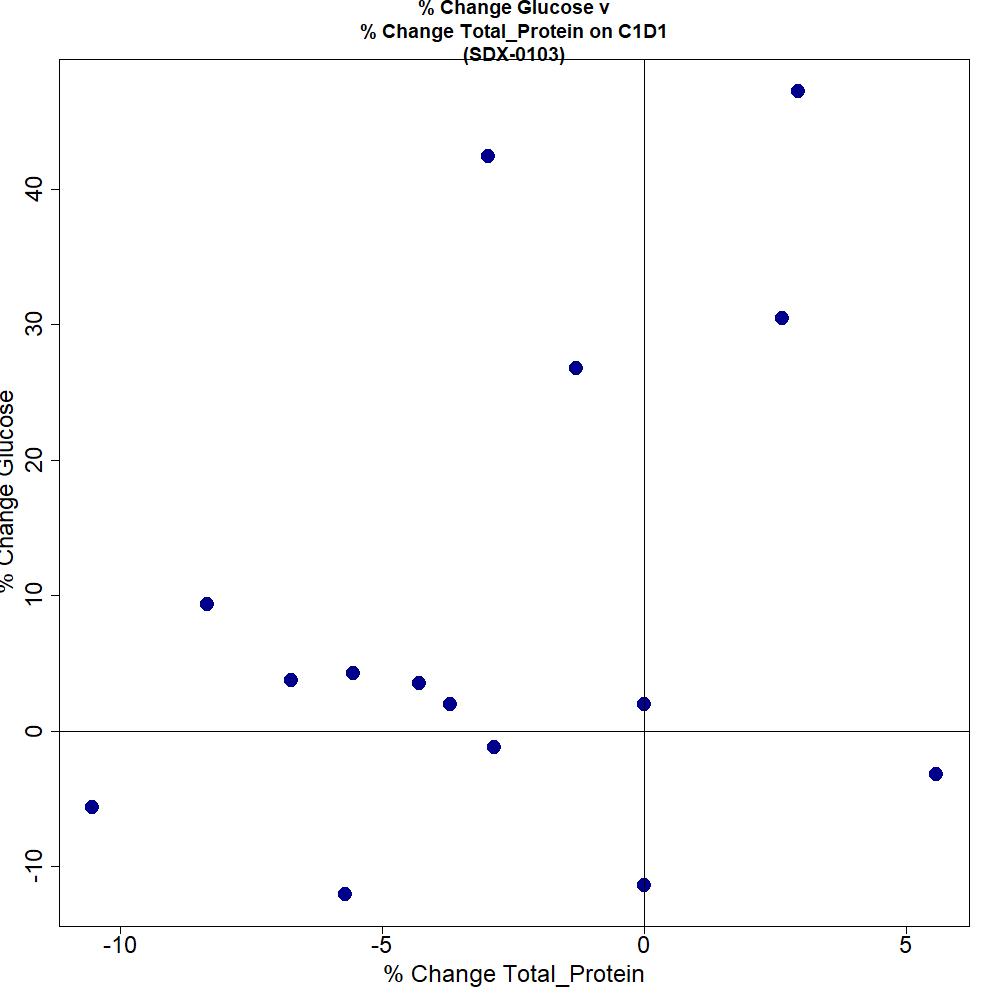 % Change Glucose v
% Change Total_Protein on C1D1
(SDX-0103)
% Change Glucose
40
30
20
10
0
-10
-10
-5
0
5
% Change Total_Protein